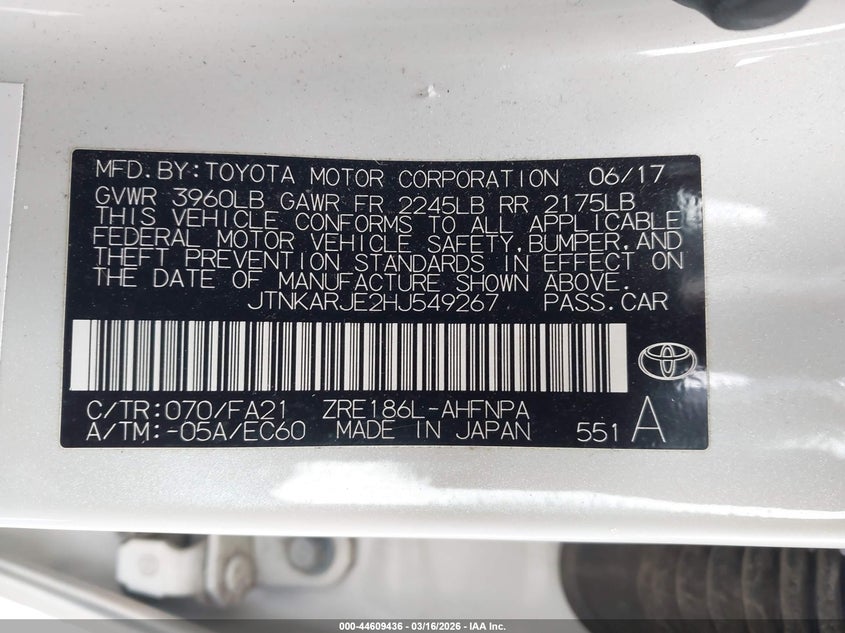 MFD.BY:TOYOTA MOTOR CORPORATION 06/17
GVWR 3960LB GAWR FR 2245LB RR 2175LB
THIS VEHICLE CONFORMS TO ALL APPLICABLE
FEDERAL MOTOR VEHICLE SAFETY,BUMPER,AND
THEFT PREVENTION STANDARDS IN EFFECT ON
THE DATE OF MANUFACTURE SHOWN ABOVE.
JTNKARJE2HJ549267 PASS.CAR
C/TR:070/FA21 ZRE186L-AHFNPA
A/TM:-05A/EC60 MADE IN JAPAN 551 A
000-44609436 - 03/16/2026 - IAA Inc.